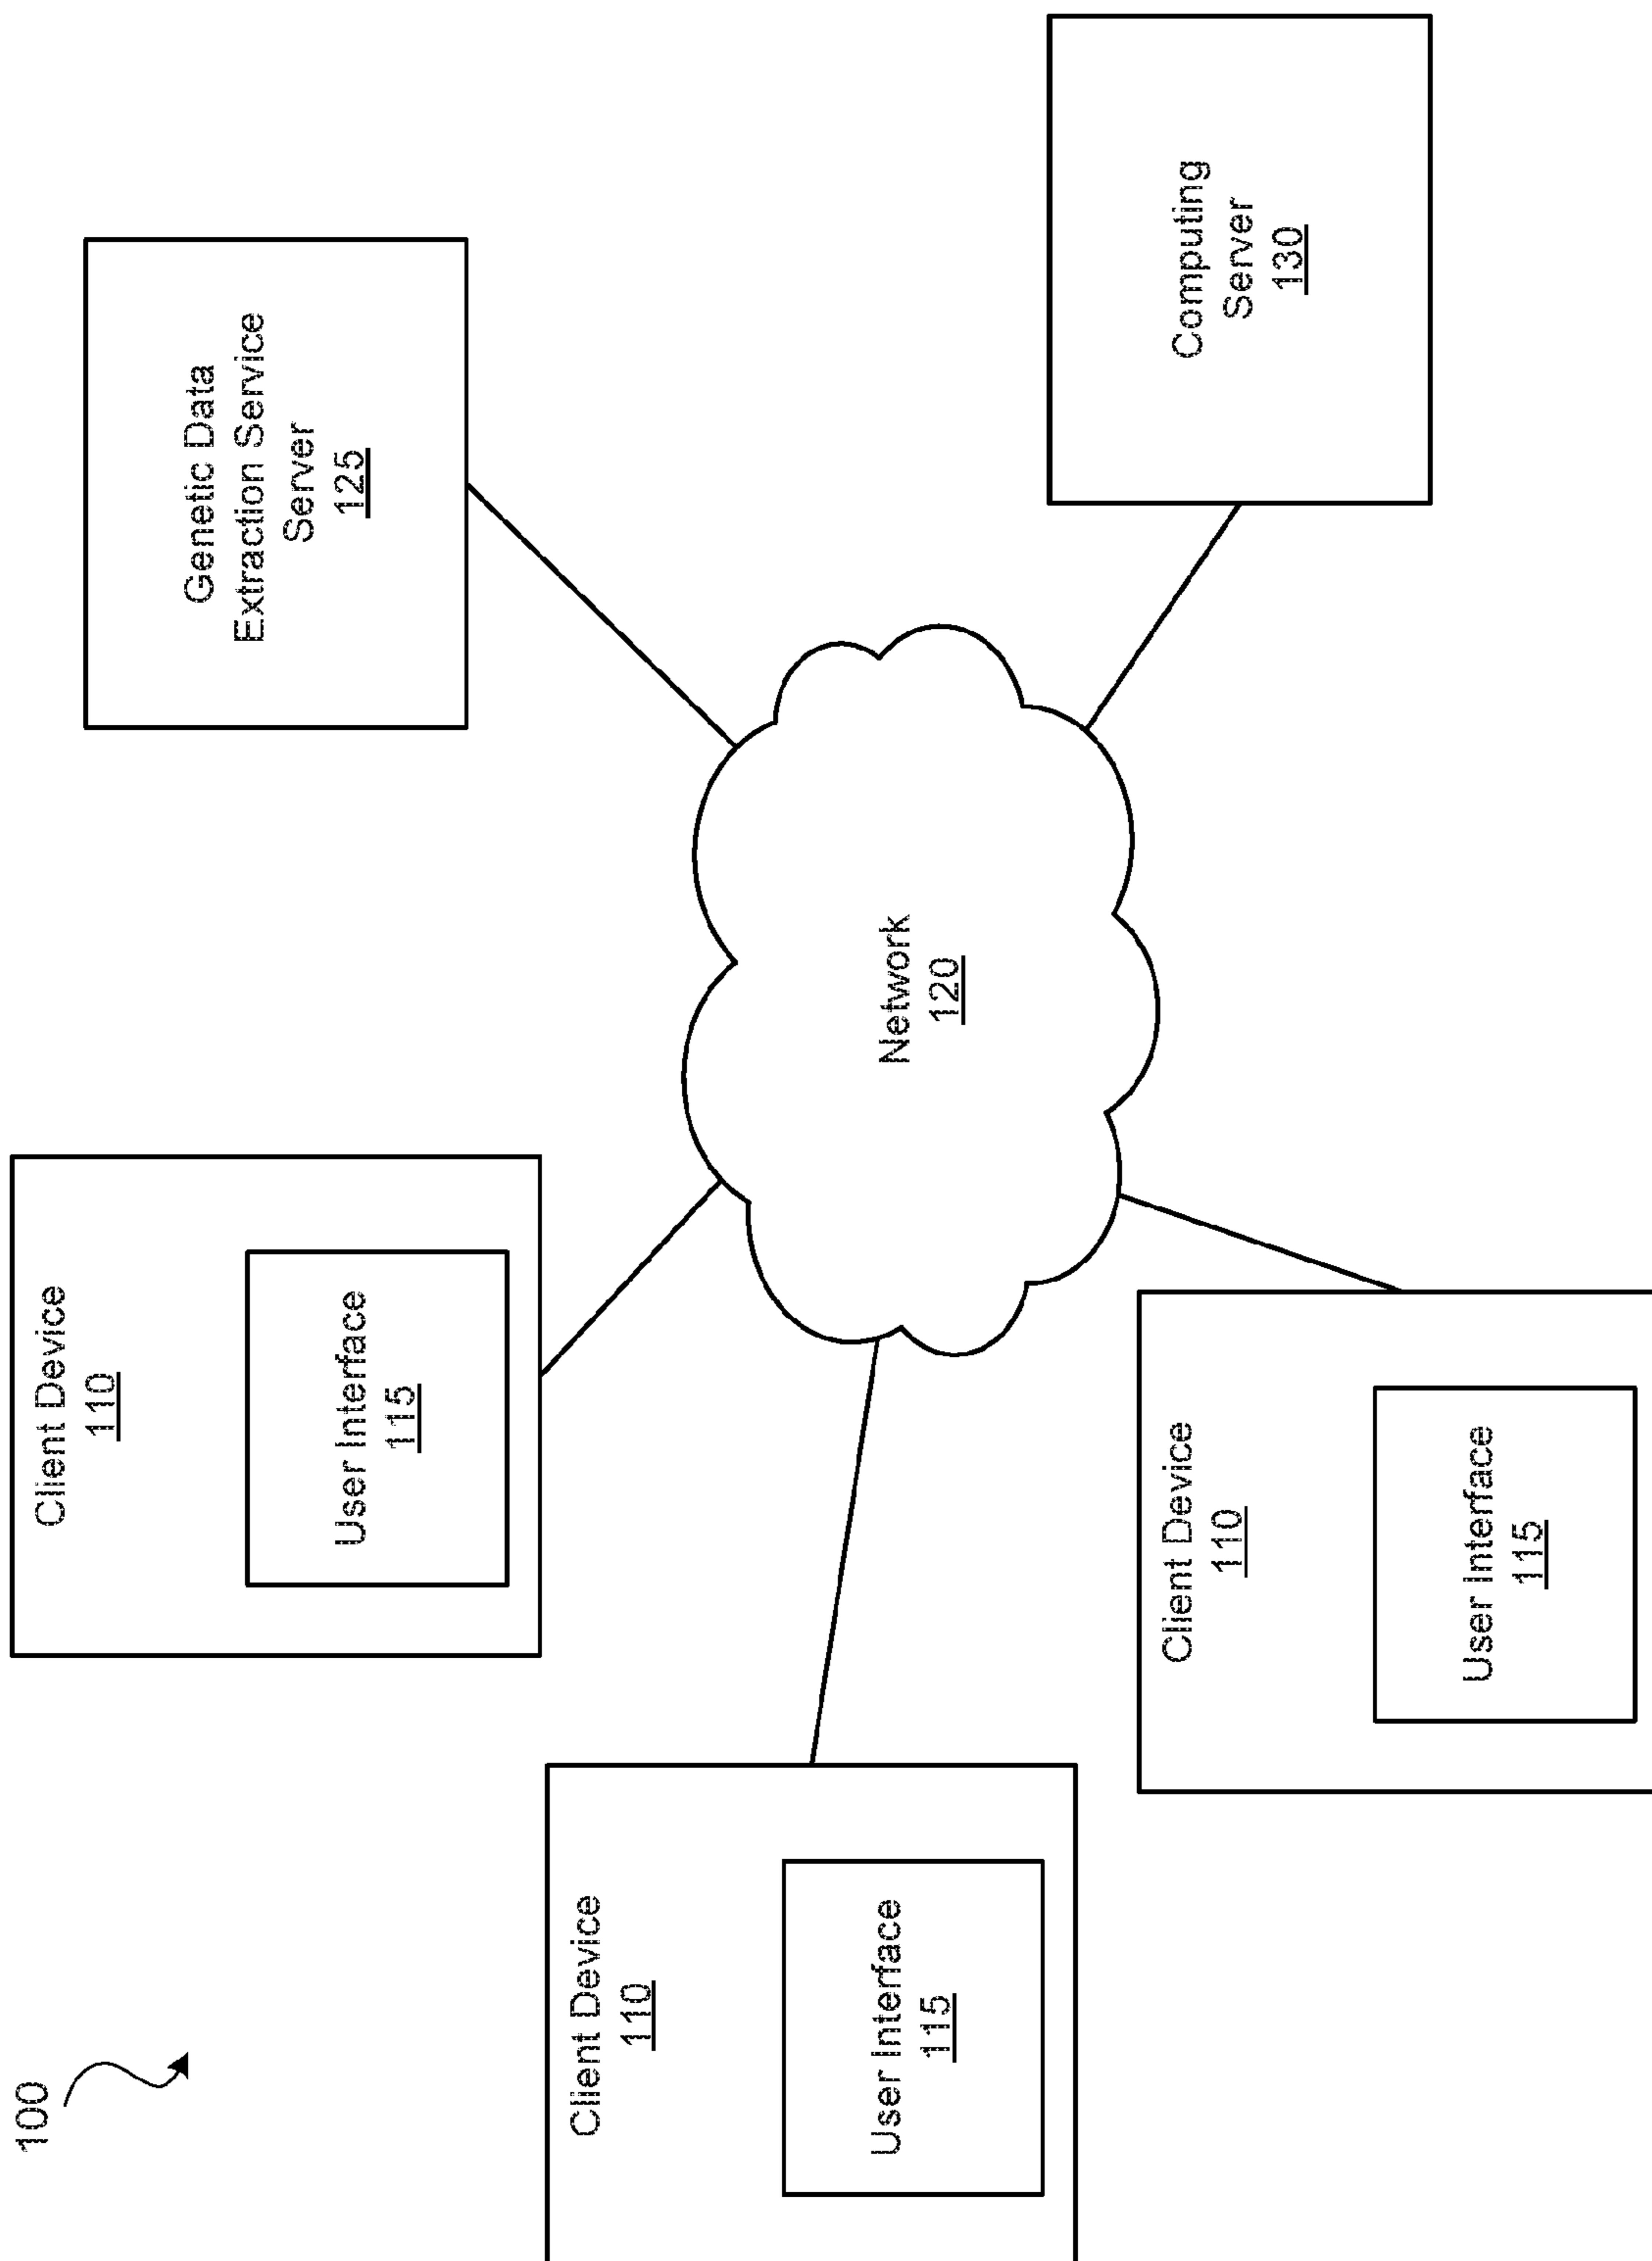 100
Client Device
110
User Interface
115
Client Device
110
User Interface
115
Client Device
110
User Interface
115
Network
120
Genetic Data
Extraction Service
Server
125
Computing
Server
130